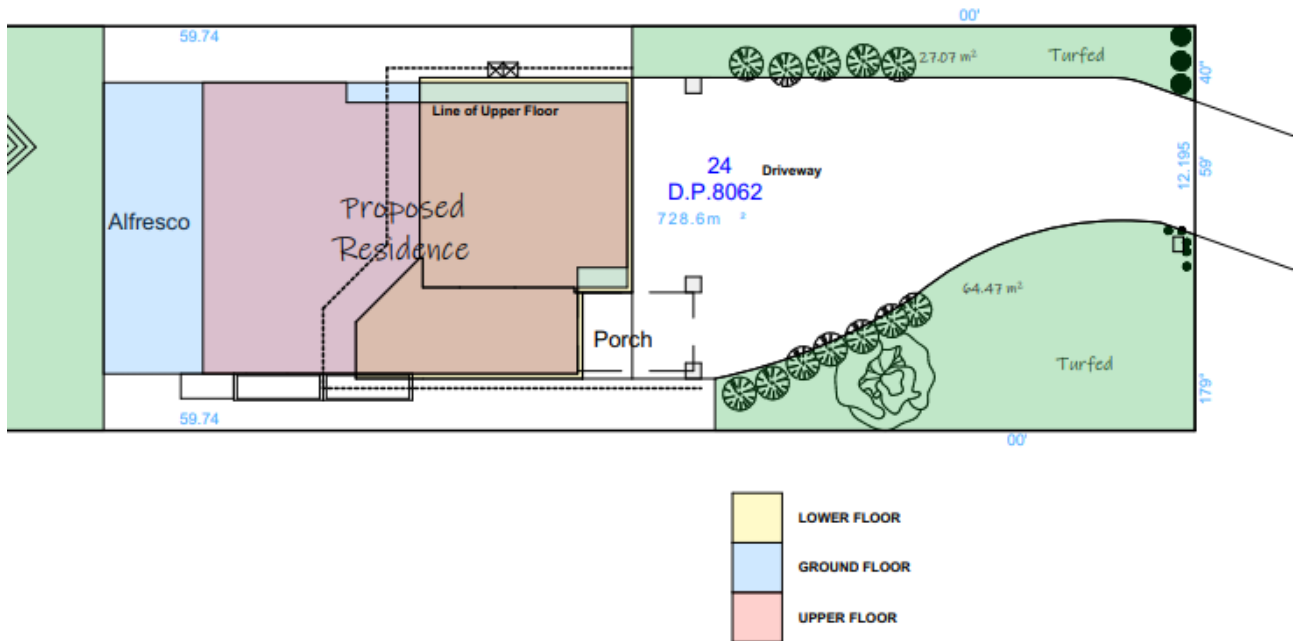 00'
59.74
27.07 m²
Turfed
40"
Line of Upper Floor
24
Driveway
D.P.8062
728.6m ²
12.195
59'
Proposed
Residence
Alfresco
64.47 m²
Porch
Turfed
179°
59.74
00'
LOWER FLOOR
GROUND FLOOR
UPPER FLOOR